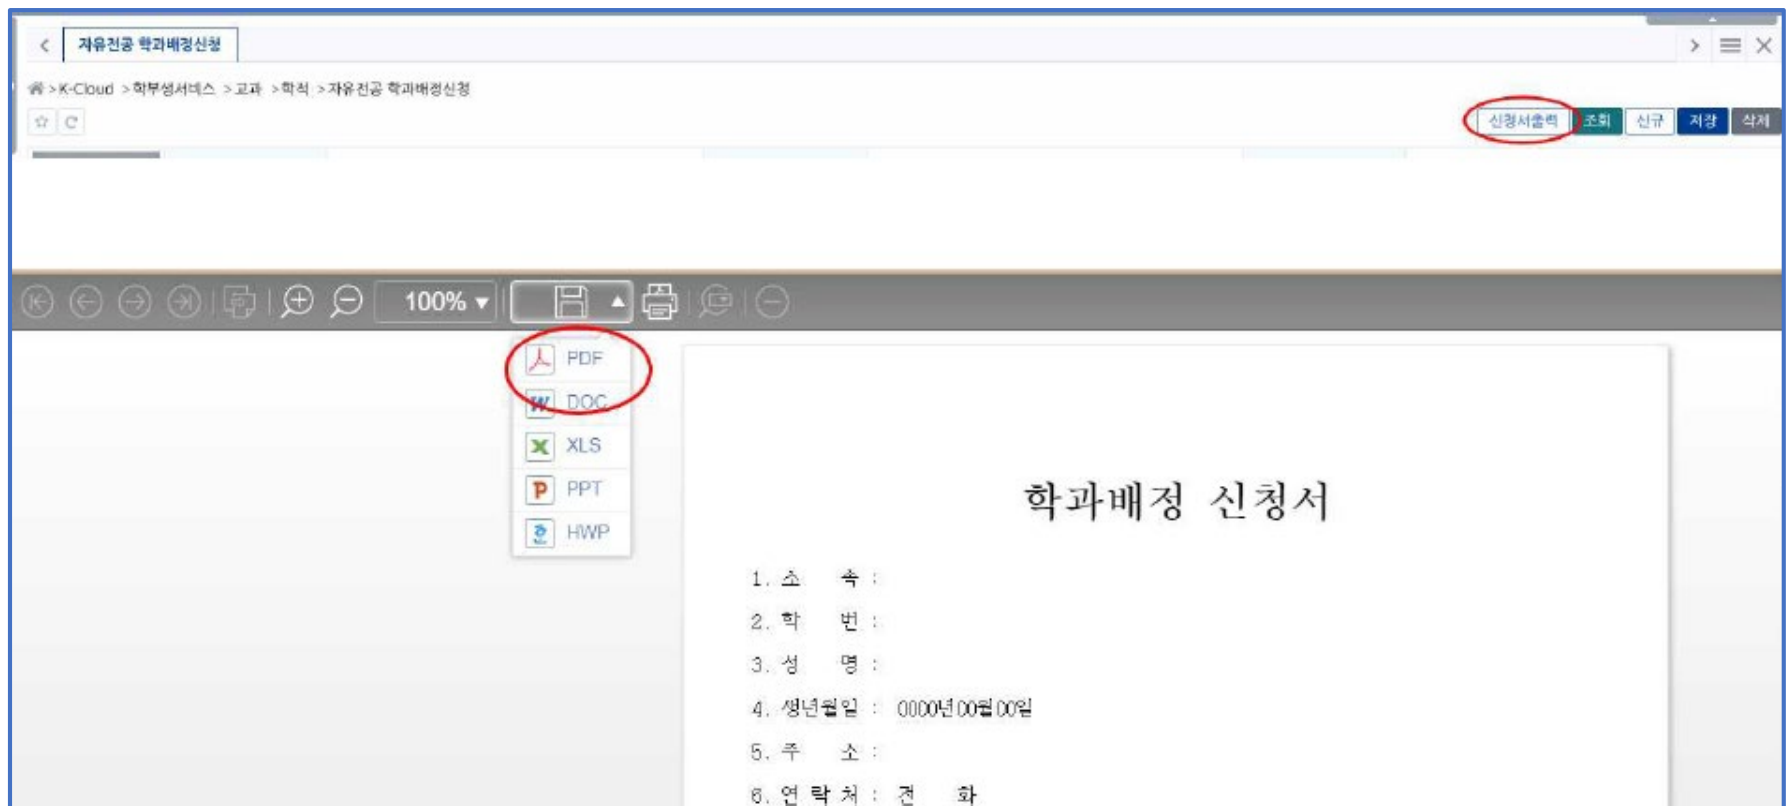 자유전공 학과배정신청
>K-Cloud >학부생서비스 >교과 >학적 >자유전공 학과배정신청
신청서출력 조회 신규 저장 삭제
100%
PDF
DOC
XLS
PPT
HWP
학과배정 신청서
1. 소 속 :
2. 학 번 :
3. 성 명 :
4. 생년월일 : 0000년00월00일
5. 주 소 :
6. 연 락 처 : 전 화